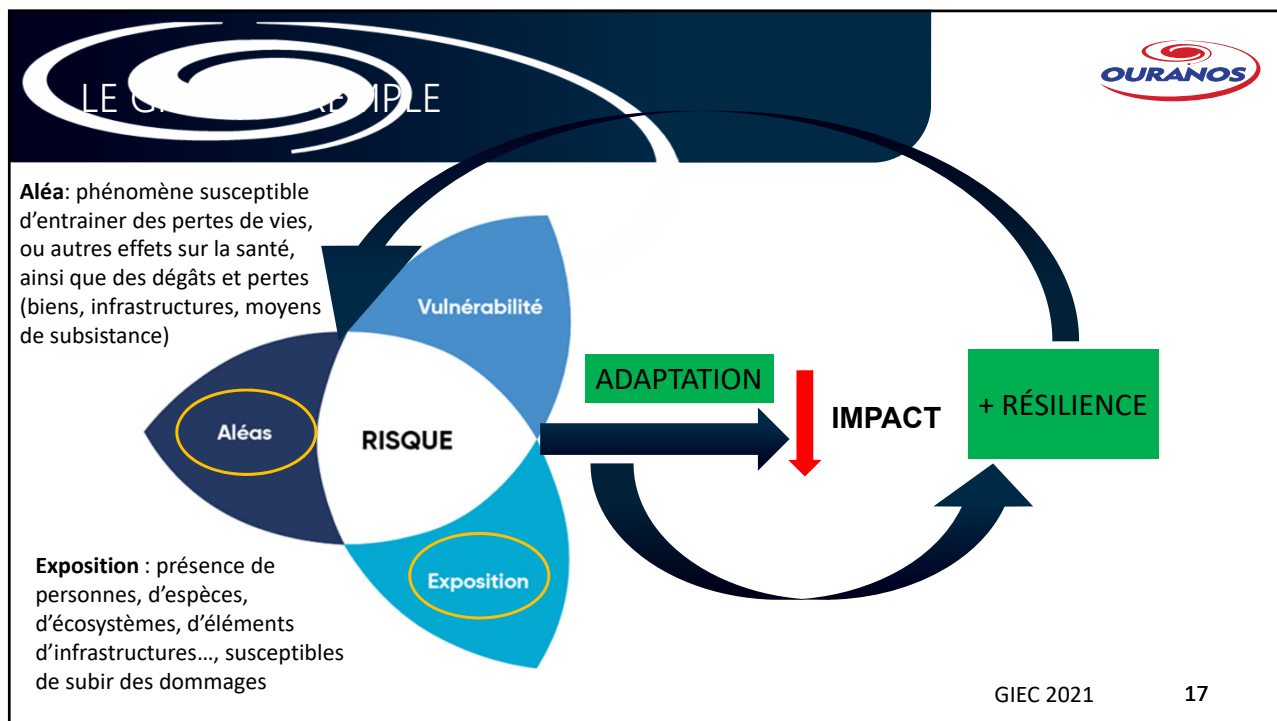 LE G
MPLE
OURANOS
Aléa: phénomène susceptible
d'entrainer des pertes de vies,
ou autres effets sur la santé,
ainsi que des dégâts et pertes
(biens, infrastructures, moyens
de subsistance)
Vulnérabilité
Aléas
RISQUE
Exposition
ADAPTATION
IMPACT
+ RÉSILIENCE
Exposition : présence de
personnes, d'espèces,
d'écosystèmes, d'éléments
d'infrastructures…, susceptibles
de subir des dommages
GIEC 2021
17